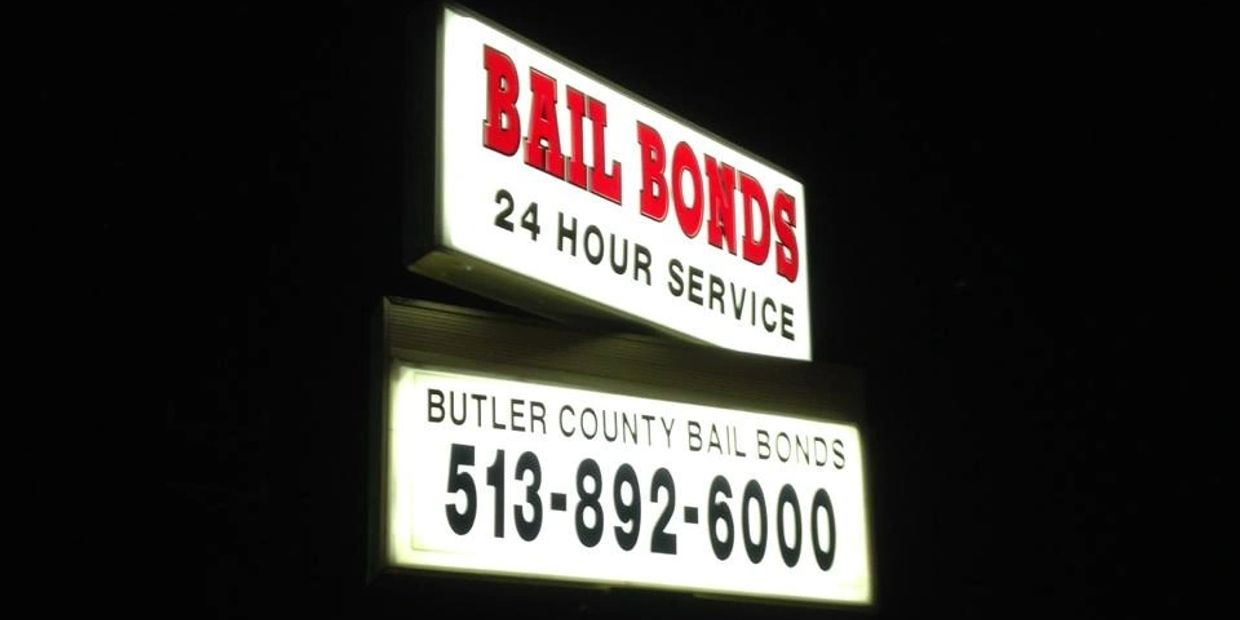 BAIL BONDS
24 HOUR SERVICE
BUTLER COUNTY BAIL BONDS
513-892-6000